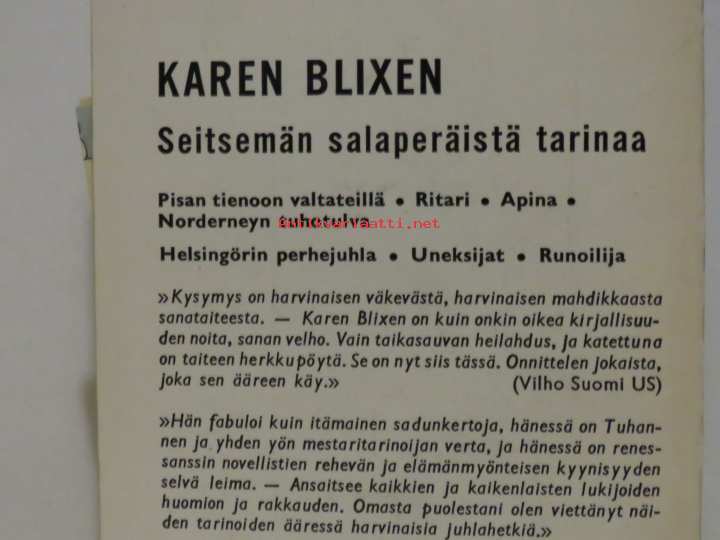 KAREN BLIXEN
Seitsemän salaperäistä tarinaa
Pisan tienoon valtateillä • Ritari • Apina •
Norderneyn tuhotulva
Antikvariaatti.net
Helsingörin perhejuhla • Uneksijat • Runoilija
»Kysymys on harvinaisen väkevästä, harvinaisen mahdikkaasta
sanataiteesta. — Karen Blixen on kuin onkin oikea kirjallisuu-
den noita, sanan velho. Vain taikasauvan heilahdus, ja katettuna
on taiteen herkkupöytä. Se on nyt siis tässä. Onnittelen jokaista,
joka sen ääreen käy.» (Vilho Suomi US)
»Hän fabuloi kuin itämainen sadunkertoja, hänessä on Tuhan-
nen ja yhden yön mestaritarinoijan verta, ja hänessä on renes-
sanssin novellistien rehevän ja elämänmyönteisen kyynisyyden
selvä leima. — Ansaitsee kaikkien ja kaikenlaisten lukijoiden
huomion ja rakkauden. Omasta puolestani olen viettänyt näi-
den tarinoiden ääressä harvinaisia juhlahetkiä.»